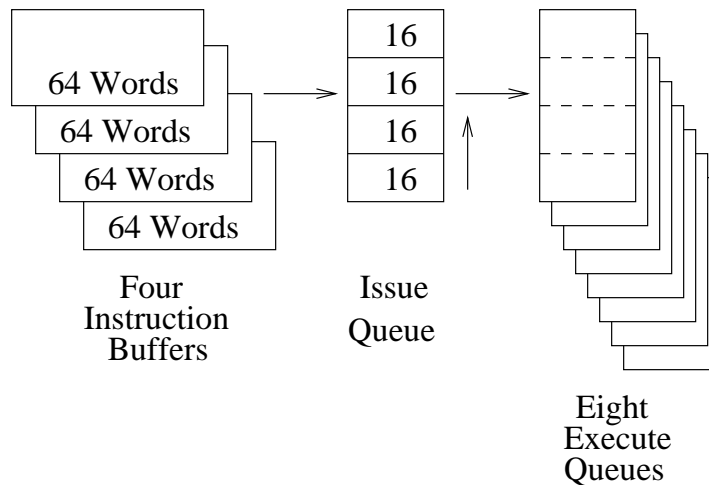 64 Words
64 Words
64 Words
64 Words
16
16
16
16
Four
Instruction
Buffers
Issue
Queue
Eight
Execute
Queues